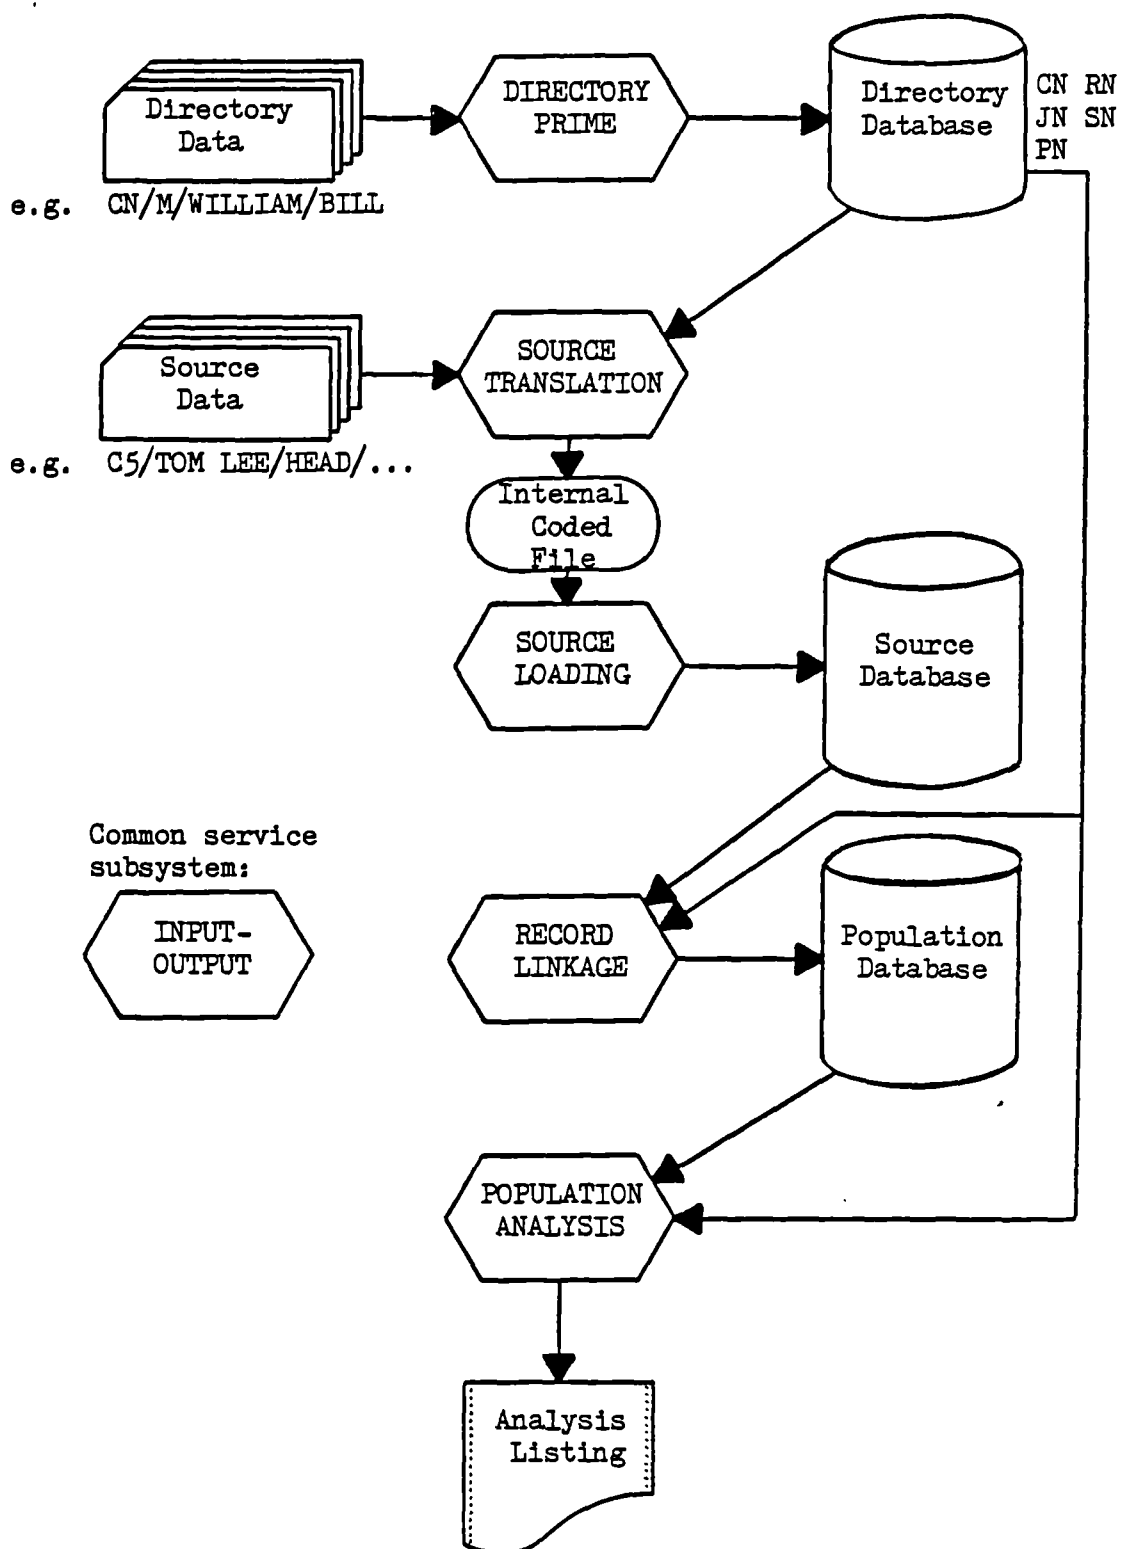 Directory
Data
DIRECTORY
PRIME
Directory
Database
CN RN
JN SN
PN
e.g. CN/M/WILLIAM/BILL
Source
Data
SOURCE
TRANSLATION
e.g. C5/TOM LEE/HEAD/...
Internal
Coded
File
SOURCE
LOADING
Source
Database
Common service
subsystem:
INPUT-
OUTPUT
RECORD
LINKAGE
Population
Database
POPULATION
ANALYSIS
Analysis
Listing